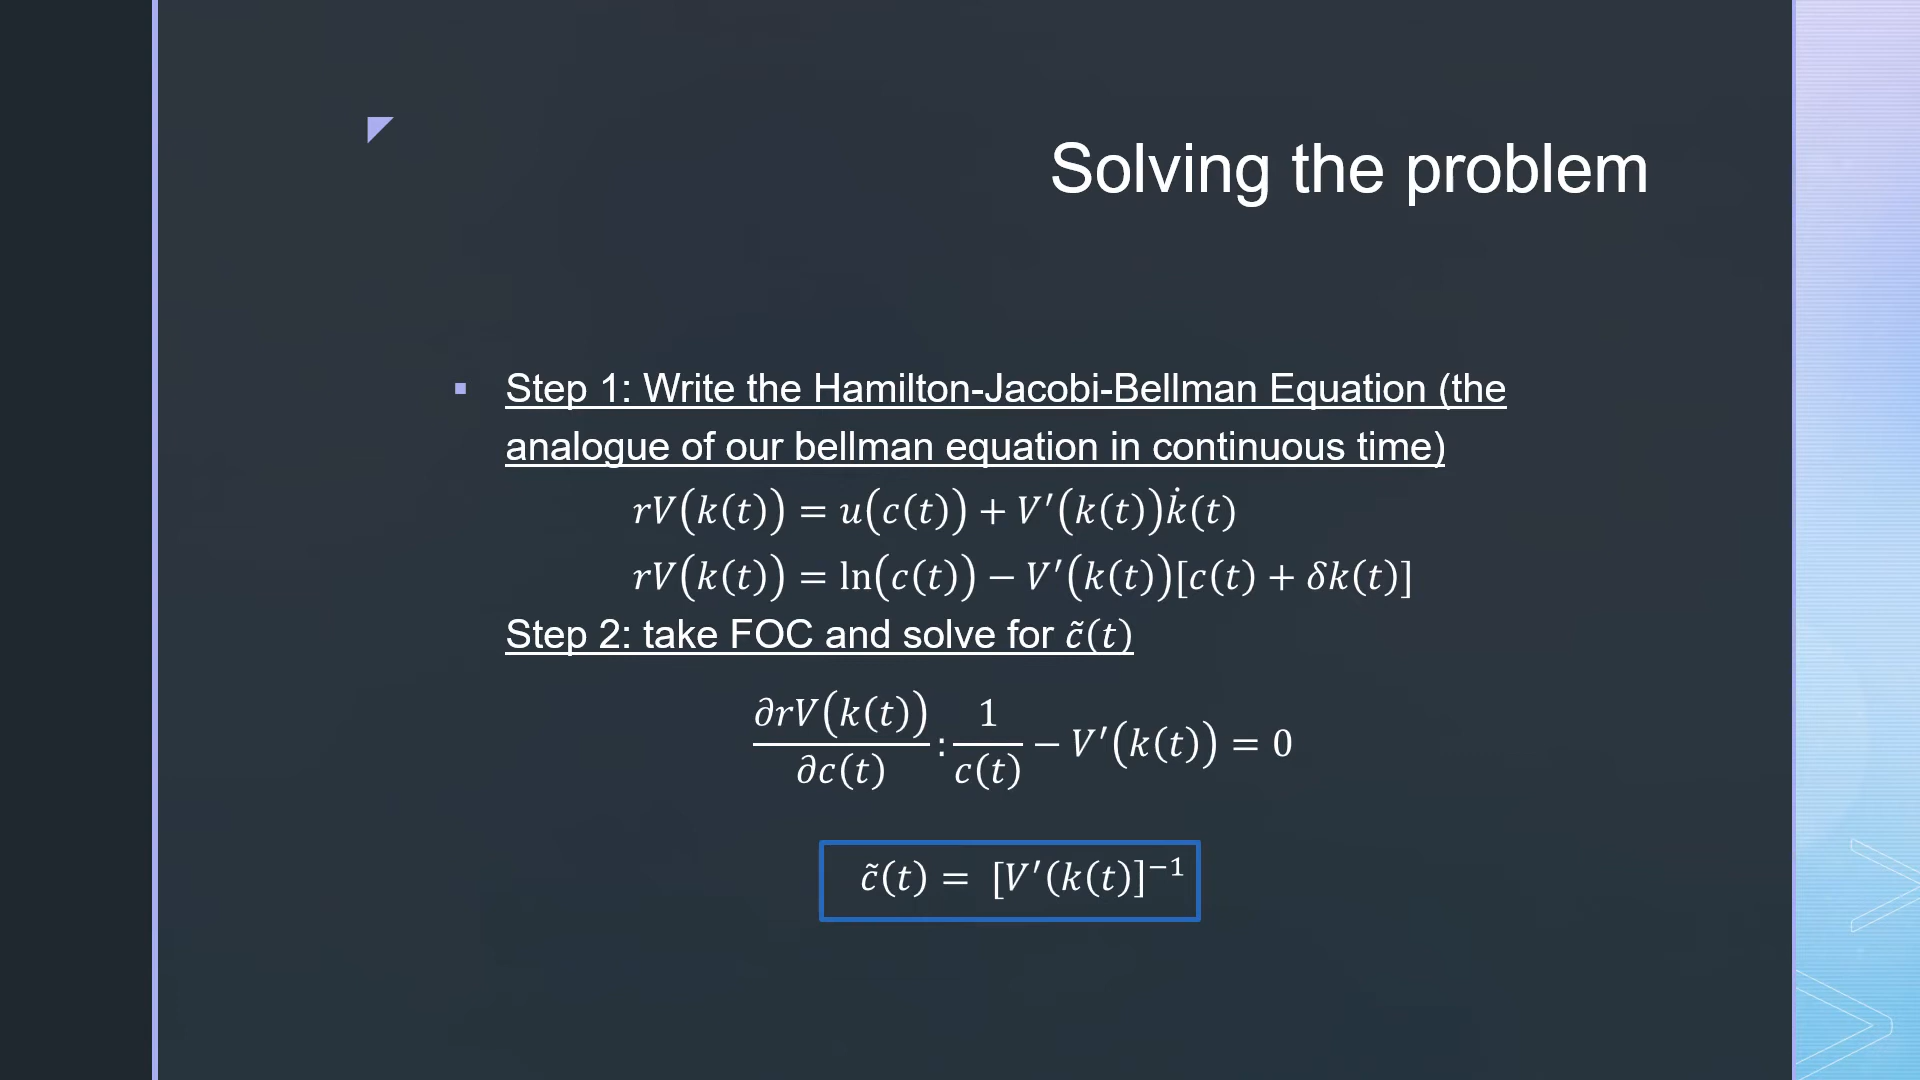 Solving the problem
▪ Step 1: Write the Hamilton-Jacobi-Bellman Equation (the
analogue of our bellman equation in continuous time)
rV(k(t)) = u(c(t)) + V′(k(t))k̇(t)
rV(k(t)) = ln(c(t)) − V′(k(t))[c(t) + δk(t)]
Step 2: take FOC and solve for c̃(t)
∂rV(k(t))/∂c(t) : 1/c(t) − V′(k(t)) = 0
c̃(t) = [V′(k(t)]⁻¹